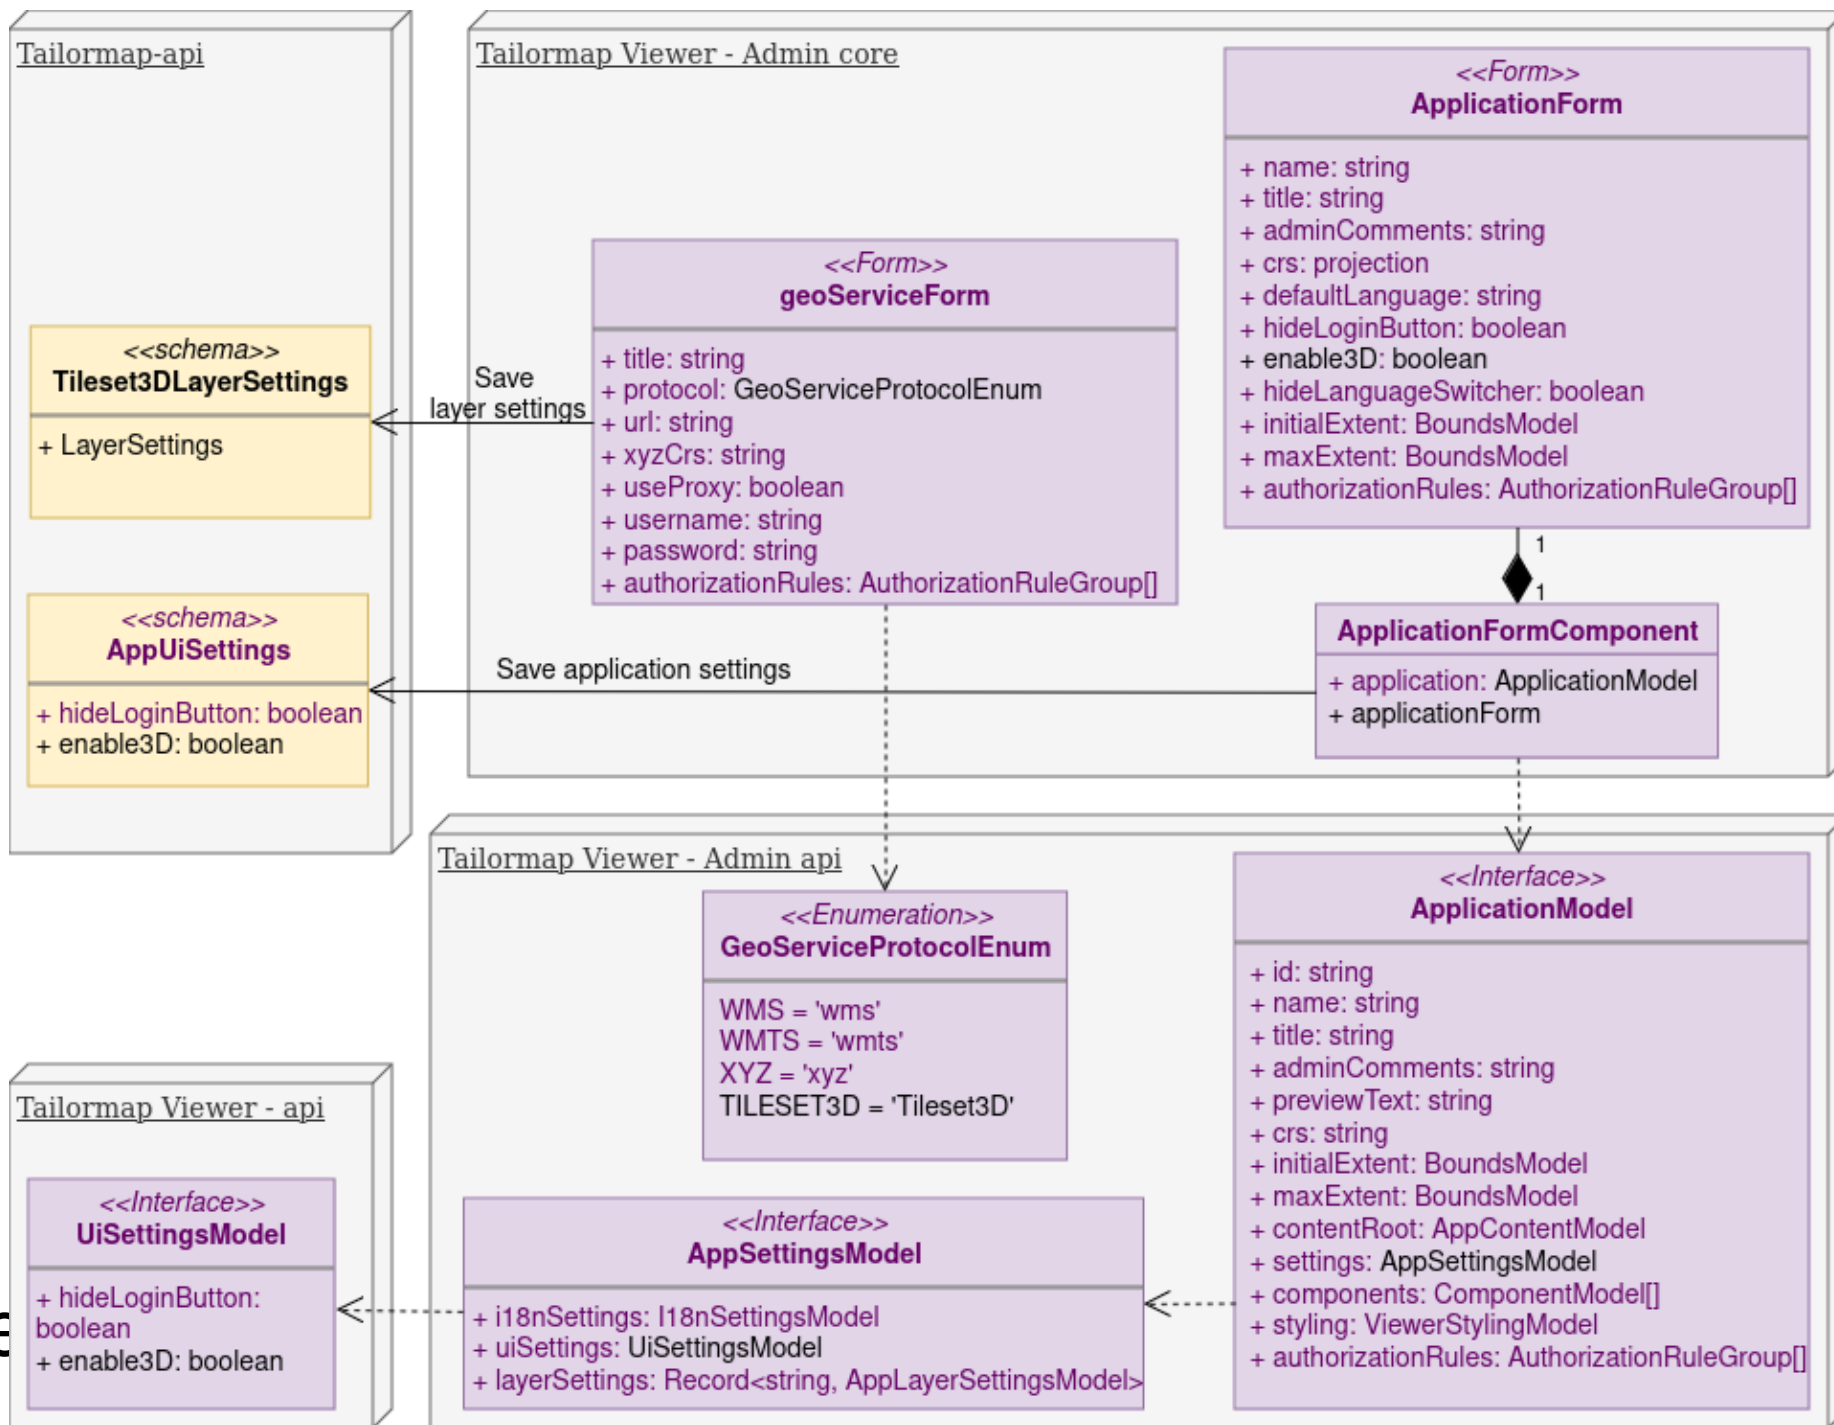 Tailormap-api
<<schema>>
Tileset3DLayerSettings
+ LayerSettings
<<schema>>
AppUiSettings
+ hideLoginButton: boolean
+ enable3D: boolean
Save
layer settings
Save application settings
Tailormap Viewer - Admin core
<<Form>>
geoServiceForm
+ title: string
+ protocol: GeoServiceProtocolEnum
+ url: string
+ xyzCrs: string
+ useProxy: boolean
+ username: string
+ password: string
+ authorizationRules: AuthorizationRuleGroup[]
<<Form>>
ApplicationForm
+ name: string
+ title: string
+ adminComments: string
+ crs: projection
+ defaultLanguage: string
+ hideLoginButton: boolean
+ enable3D: boolean
+ hideLanguageSwitcher: boolean
+ initialExtent: BoundsModel
+ maxExtent: BoundsModel
+ authorizationRules: AuthorizationRuleGroup[]
1
1
ApplicationFormComponent
+ application: ApplicationModel
+ applicationForm
Tailormap Viewer - Admin api
<<Enumeration>>
GeoServiceProtocolEnum
WMS = 'wms'
WMTS = 'wmts'
XYZ = 'xyz'
TILESET3D = 'Tileset3D'
<<Interface>>
ApplicationModel
+ id: string
+ name: string
+ title: string
+ adminComments: string
+ previewText: string
+ crs: string
+ initialExtent: BoundsModel
+ maxExtent: BoundsModel
+ contentRoot: AppContentModel
+ settings: AppSettingsModel
+ components: ComponentModel[]
+ styling: ViewerStylingModel
+ authorizationRules: AuthorizationRuleGroup[]
<<Interface>>
AppSettingsModel
+ i18nSettings: I18nSettingsModel
+ uiSettings: UiSettingsModel
+ layerSettings: Record<string, AppLayerSettingsModel>
Tailormap Viewer - api
<<Interface>>
UiSettingsModel
+ hideLoginButton:
boolean
+ enable3D: boolean